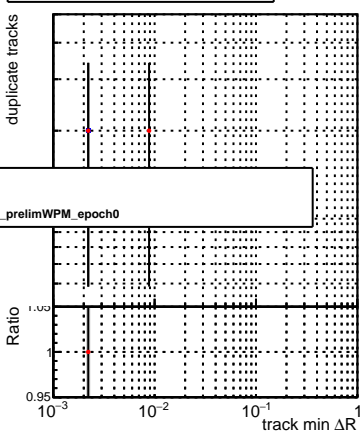 duplicate tracks
_prelimWPM_epoch0
Ratio
1.05
1
0.95
10−3 10−2 10−1 1
track min ΔR